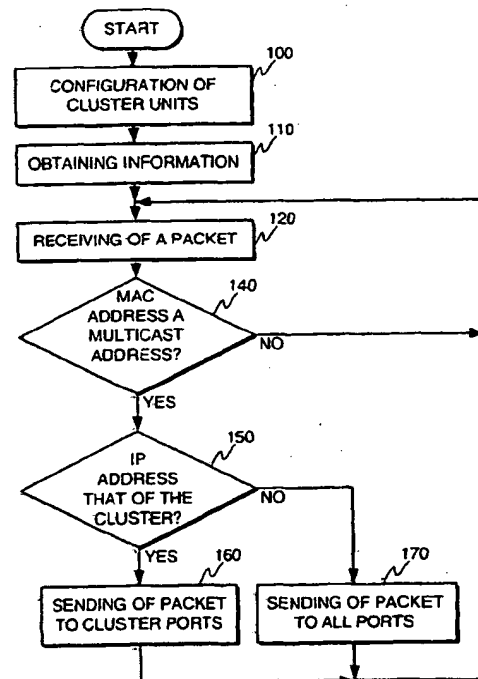 START
100
CONFIGURATION OF
CLUSTER UNITS
110
OBTAINING INFORMATION
120
RECEIVING OF A PACKET
140
MAC
ADDRESS A
MULTICAST
ADDRESS?
NO
YES
150
IP
ADDRESS
THAT OF THE
CLUSTER?
NO
YES
160
SENDING OF PACKET
TO CLUSTER PORTS
170
SENDING OF PACKET
TO ALL PORTS